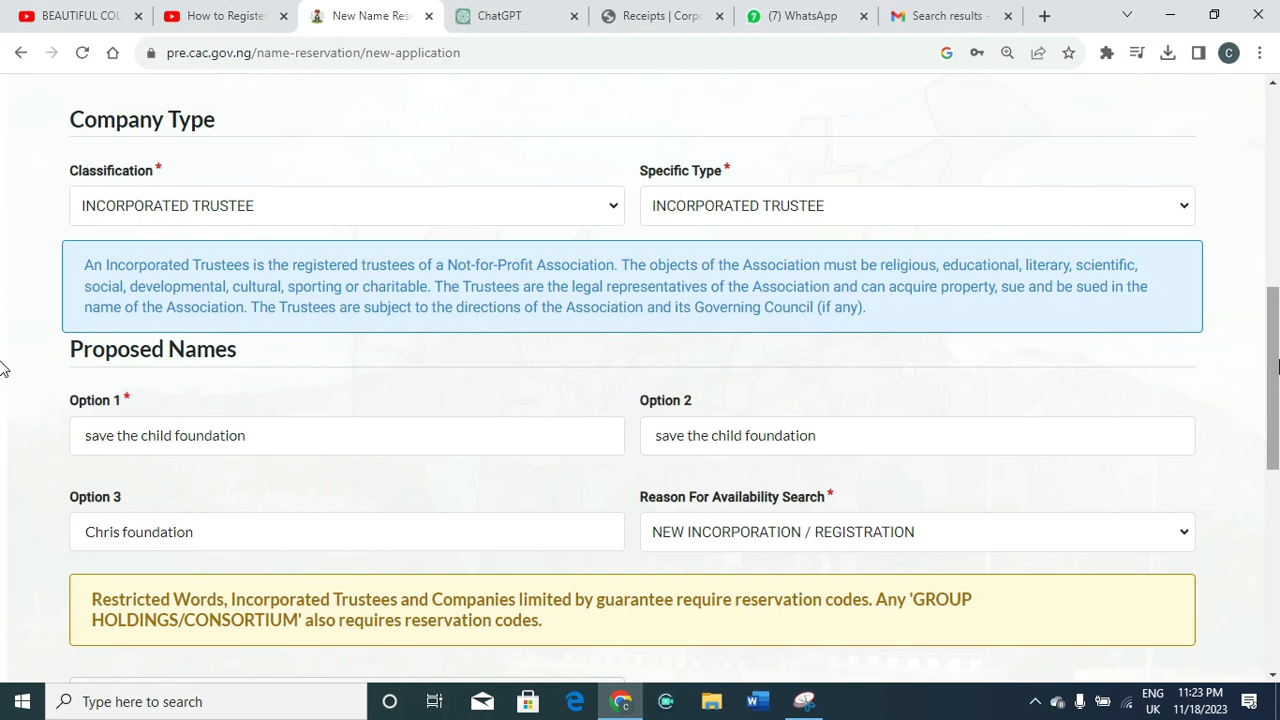 BEAUTIFUL COL
How to Register
New Name Rese
ChatGPT
Receipts | Corpo
(7) WhatsApp
Search results -
pre.cac.gov.ng/name-reservation/new-application
C
Company Type
Classification *
Specific Type *
INCORPORATED TRUSTEE
INCORPORATED TRUSTEE
An Incorporated Trustees is the registered trustees of a Not-for-Profit Association. The objects of the Association must be religious, educational, literary, scientific,
social, developmental, cultural, sporting or charitable. The Trustees are the legal representatives of the Association and can acquire property, sue and be sued in the
name of the Association. The Trustees are subject to the directions of the Association and its Governing Council (if any).
Proposed Names
Option 1 *
Option 2
save the child foundation
save the child foundation
Option 3
Reason For Availability Search *
Chris foundation
NEW INCORPORATION / REGISTRATION
Restricted Words, Incorporated Trustees and Companies limited by guarantee require reservation codes. Any 'GROUP
HOLDINGS/CONSORTIUM' also requires reservation codes.
Type here to search
ENG
UK
11:23 PM
11/18/2023